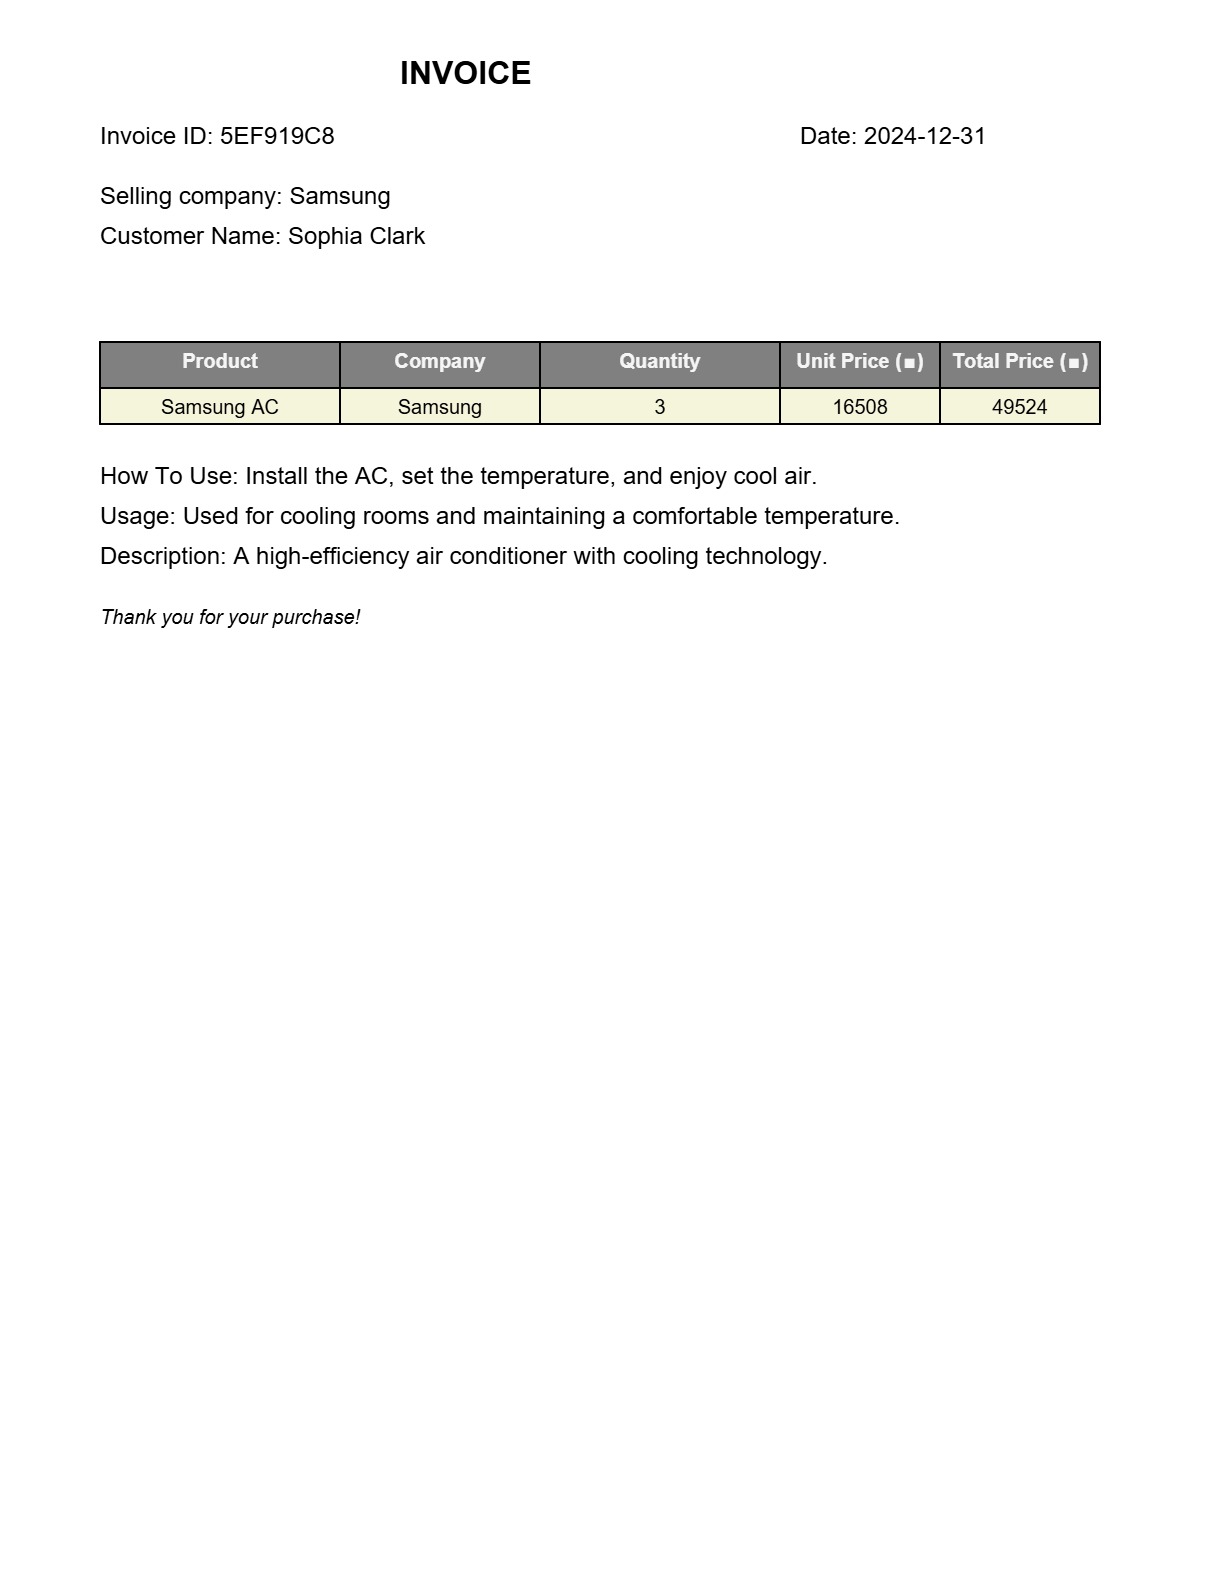 INVOICE
Invoice ID: 5EF919C8 Date: 2024-12-31
Selling company: Samsung
Customer Name: Sophia Clark
Product Company Quantity Unit Price (■) Total Price (■)
Samsung AC Samsung 3 16508 49524
How To Use: Install the AC, set the temperature, and enjoy cool air.
Usage: Used for cooling rooms and maintaining a comfortable temperature.
Description: A high-efficiency air conditioner with cooling technology.
Thank you for your purchase!